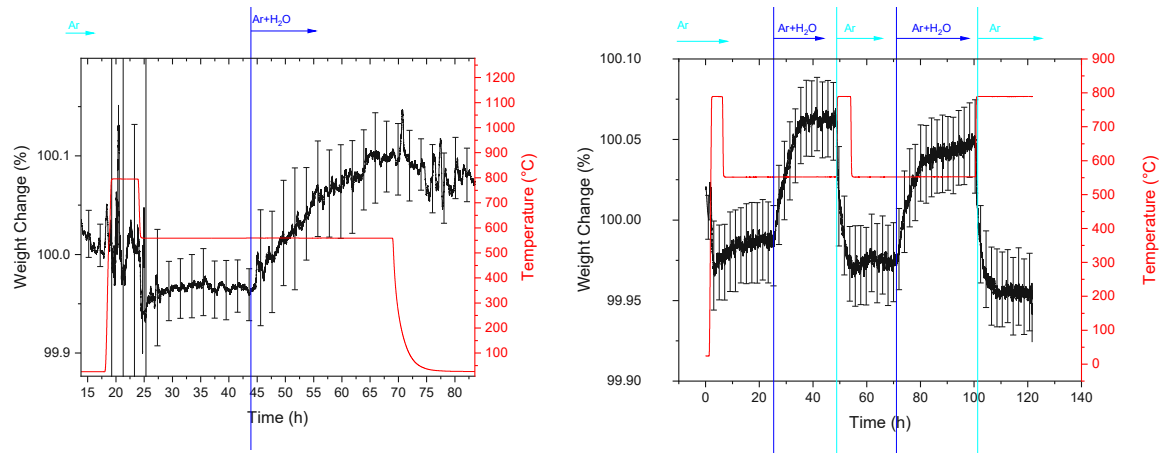 Ar
Ar+H₂O
100.1
100.0
99.9
Weight Change (%)
1200
1100
1000
900
800
700
600
500
400
300
200
100
Temperature (°C)
15 20 25 30 35 40 45 50 55 60 65 70 75 80
Time (h)
Ar
Ar+H₂O
Ar
Ar+H₂O
Ar
100.10
100.05
100.00
99.95
99.90
Weight Change (%)
900
800
700
600
500
400
300
200
100
0
Temperature (°C)
0 20 40 60 80 100 120 140
Time (h)